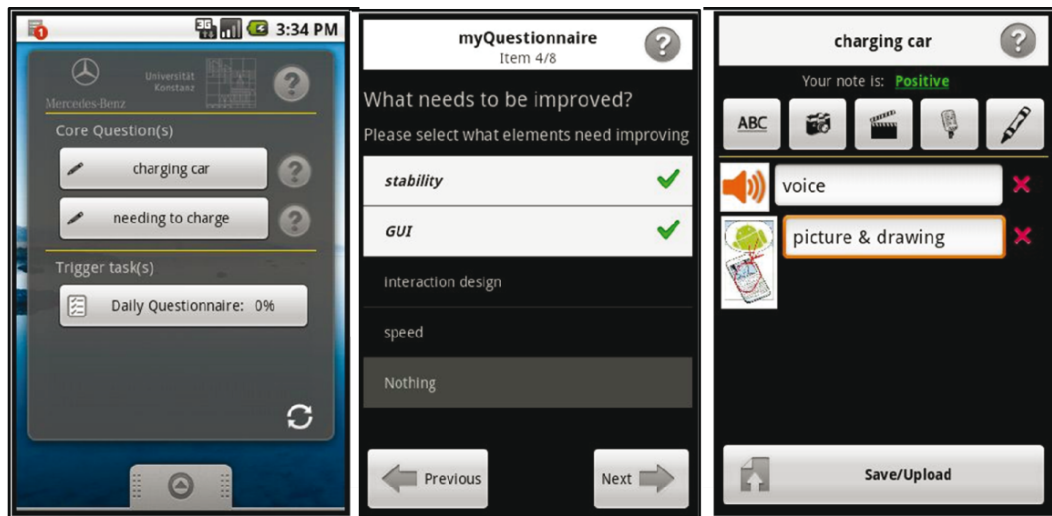 3G
3:34 PM
1
Mercedes-Benz
Universität
Konstanz
?
Core Question(s)
charging car
?
needing to charge
?
Trigger task(s)
Daily Questionnaire: 0%
myQuestionnaire
Item 4/8
?
What needs to be improved?
Please select what elements need improving
stability
GUI
interaction design
speed
Nothing
Previous
Next
charging car
?
Your note is: Positive
ABC
voice
picture & drawing
Save/Upload